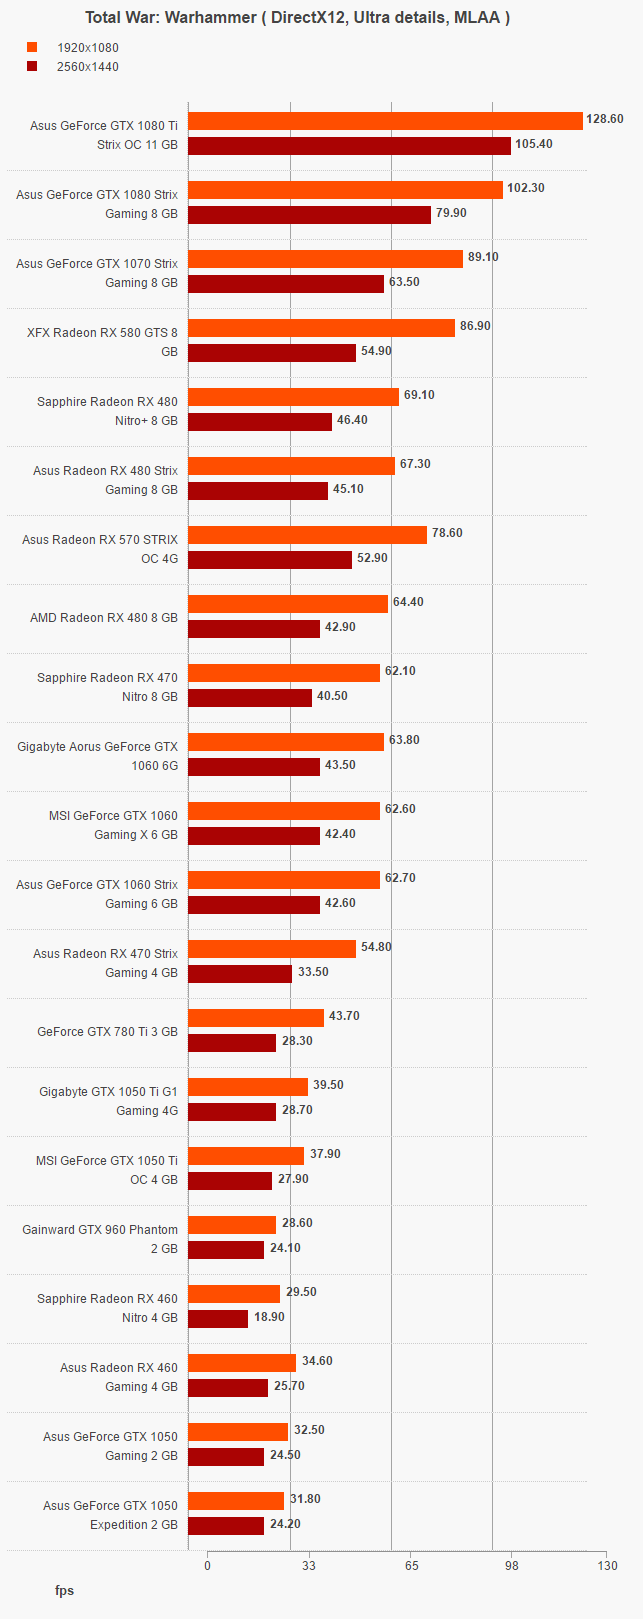 Total War: Warhammer ( DirectX12, Ultra details, MLAA )
1920x1080
2560x1440
Asus GeForce GTX 1080 Ti
Strix OC 11 GB
128.60
105.40
Asus GeForce GTX 1080 Strix
Gaming 8 GB
102.30
79.90
Asus GeForce GTX 1070 Strix
Gaming 8 GB
89.10
63.50
XFX Radeon RX 580 GTS 8
GB
86.90
54.90
Sapphire Radeon RX 480
Nitro+ 8 GB
69.10
46.40
Asus Radeon RX 480 Strix
Gaming 8 GB
67.30
45.10
Asus Radeon RX 570 STRIX
OC 4G
78.60
52.90
AMD Radeon RX 480 8 GB
64.40
42.90
Sapphire Radeon RX 470
Nitro 8 GB
62.10
40.50
Gigabyte Aorus GeForce GTX
1060 6G
63.80
43.50
MSI GeForce GTX 1060
Gaming X 6 GB
62.60
42.40
Asus GeForce GTX 1060 Strix
Gaming 6 GB
62.70
42.60
Asus Radeon RX 470 Strix
Gaming 4 GB
54.80
33.50
GeForce GTX 780 Ti 3 GB
43.70
28.30
Gigabyte GTX 1050 Ti G1
Gaming 4G
39.50
28.70
MSI GeForce GTX 1050 Ti
OC 4 GB
37.90
27.90
Gainward GTX 960 Phantom
2 GB
28.60
24.10
Sapphire Radeon RX 460
Nitro 4 GB
29.50
18.90
Asus Radeon RX 460
Gaming 4 GB
34.60
25.70
Asus GeForce GTX 1050
Gaming 2 GB
32.50
24.50
Asus GeForce GTX 1050
Expedition 2 GB
31.80
24.20
0 33 65 98 130
fps